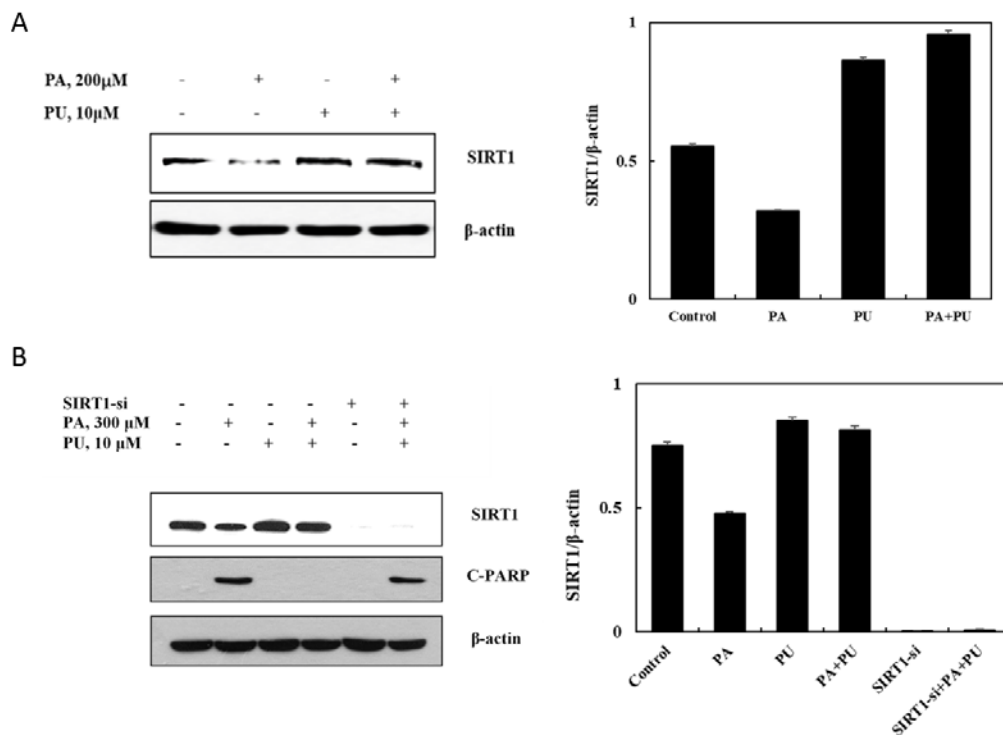 A
PA, 200μM - + - +
PU, 10μM - - + +
SIRT1
β-actin
SIRT1/β-actin
1
0.5
0
Control PA PU PA+PU
B
SIRT1-si - - - - + +
PA, 300 μM - + - + - +
PU, 10 μM - - + + - +
SIRT1
C-PARP
β-actin
SIRT1/β-actin
1
0.5
0
Control PA PU PA+PU SIRT1-si SIRT1-si+PA+PU